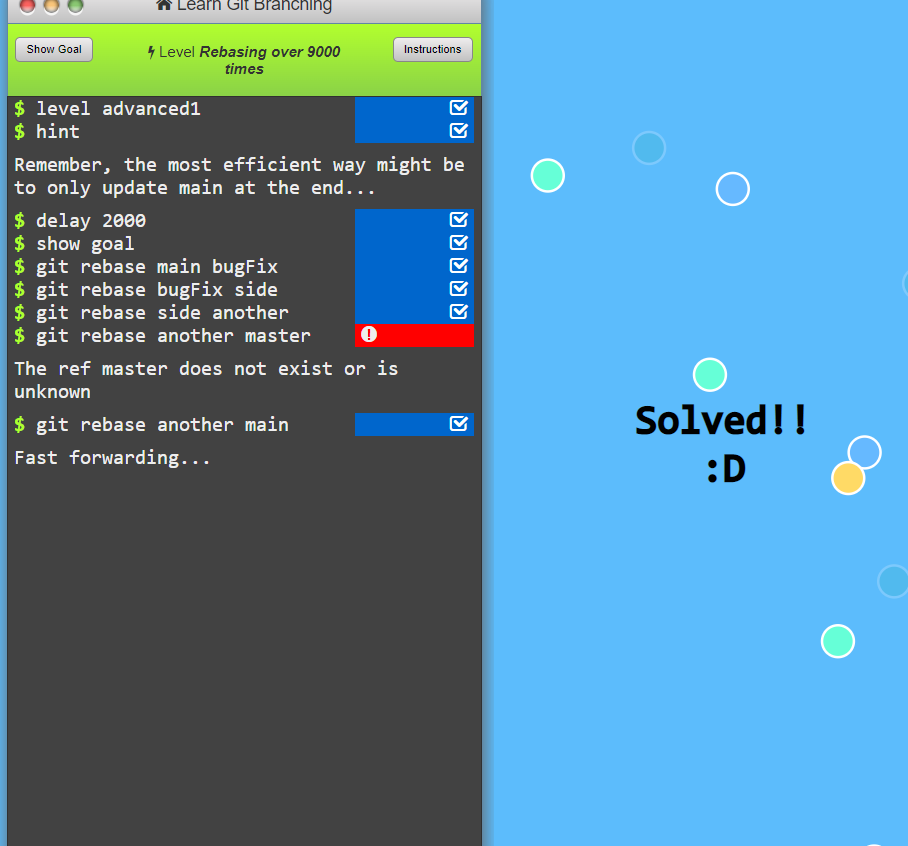 Learn Git Branching
Show Goal
Level Rebasing over 9000
times
Instructions
$ level advanced1
$ hint
Remember, the most efficient way might be
to only update main at the end...
$ delay 2000
$ show goal
$ git rebase main bugFix
$ git rebase bugFix side
$ git rebase side another
$ git rebase another master
The ref master does not exist or is
unknown
$ git rebase another main
Fast forwarding...
Solved!!
:D